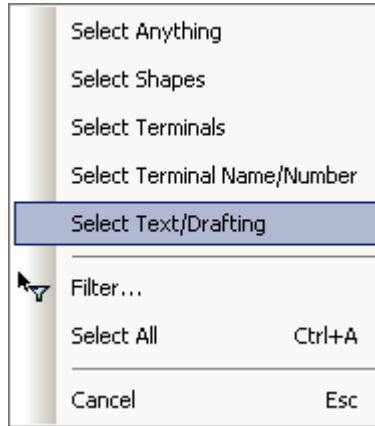 Select Anything
Select Shapes
Select Terminals
Select Terminal Name/Number
Select Text/Drafting
Filter...
Select All Ctrl+A
Cancel Esc